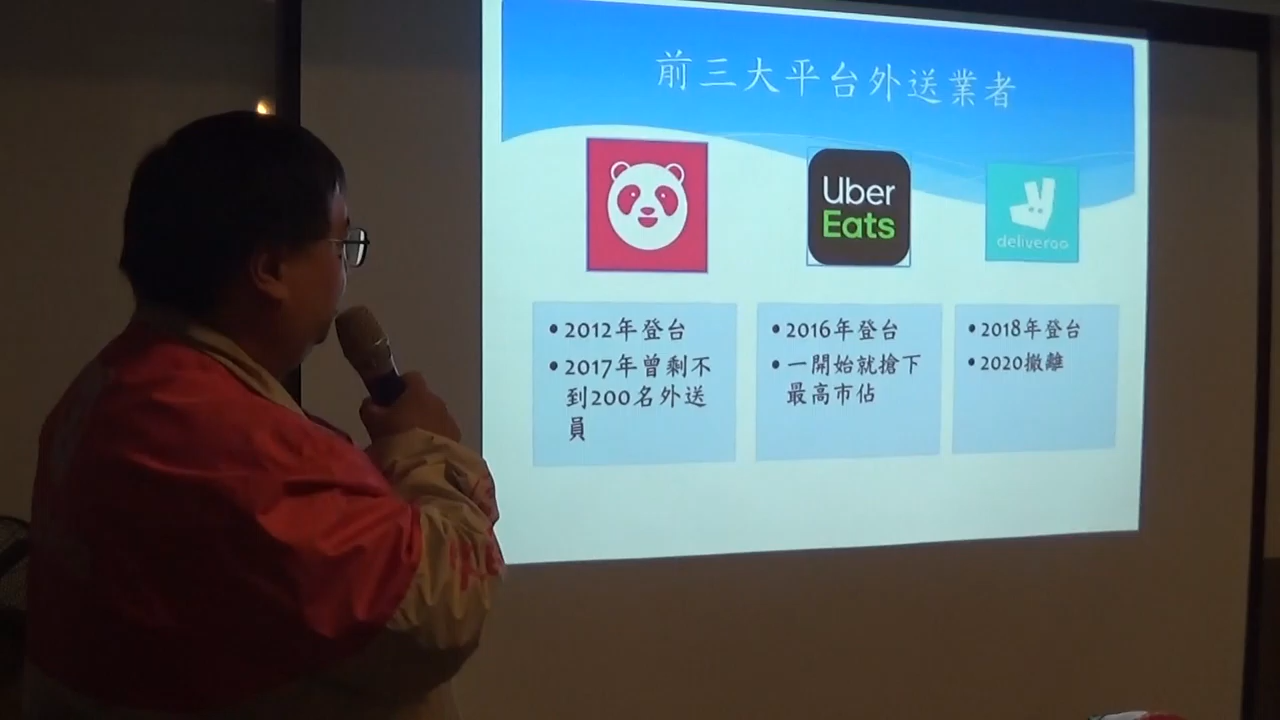 前三大平台外送業者
Uber
Eats
deliveroo
•2012年登台
•2017年曾剩不
到200名外送
員
•2016年登台
•一開始就搶下
最高市佔
•2018年登台
•2020撤離